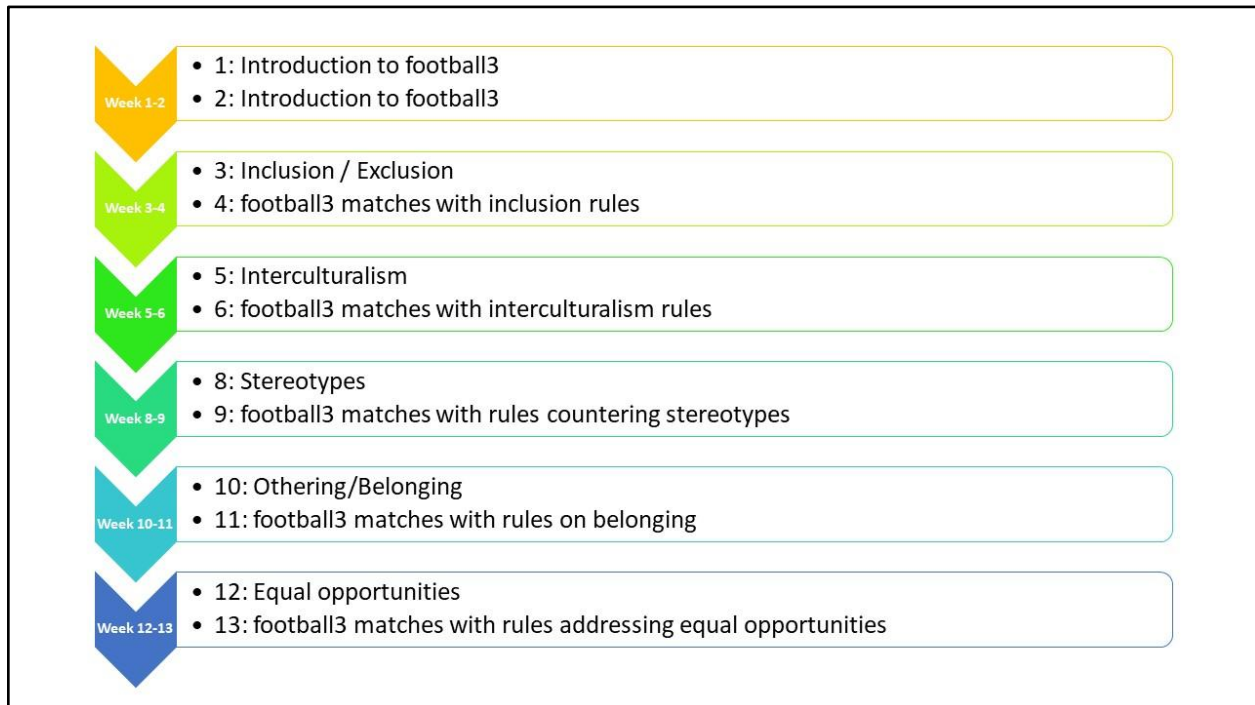 Week 1-2
• 1: Introduction to football3
• 2: Introduction to football3
Week 3-4
• 3: Inclusion / Exclusion
• 4: football3 matches with inclusion rules
Week 5-6
• 5: Interculturalism
• 6: football3 matches with interculturalism rules
Week 8-9
• 8: Stereotypes
• 9: football3 matches with rules countering stereotypes
Week 10-11
• 10: Othering/Belonging
• 11: football3 matches with rules on belonging
Week 12-13
• 12: Equal opportunities
• 13: football3 matches with rules addressing equal opportunities